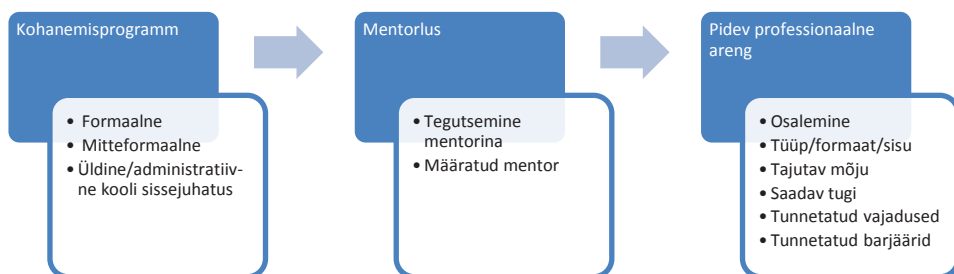 Kohanemisprogramm
• Formaalne
• Mitteformaalne
• Üldine/administratiiv-
ne kooli sissejuhatus
Mentorlus
• Tegutsemine
mentorina
• Määratud mentor
Pidev professionaalne
areng
• Osalemine
• Tüüp/formaat/sisu
• Tajutav mõju
• Saadav tugi
• Tunnetatud vajadused
• Tunnetatud barjäärid